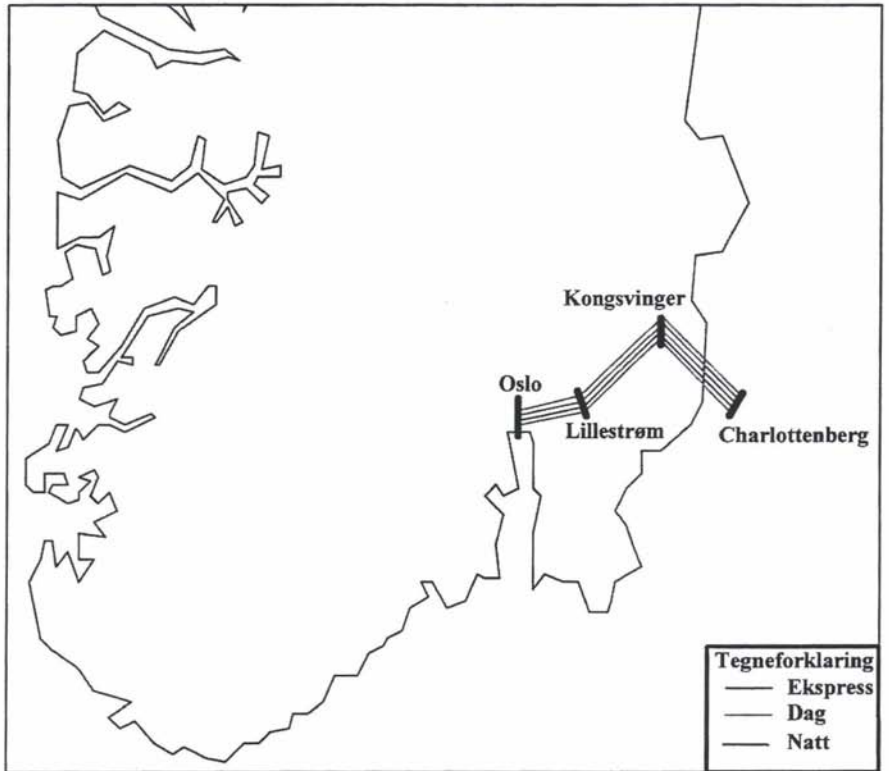 Kongsvinger
Oslo
Lillestrøm
Charlottenberg
Tegneforklaring
Ekspress
Dag
Natt